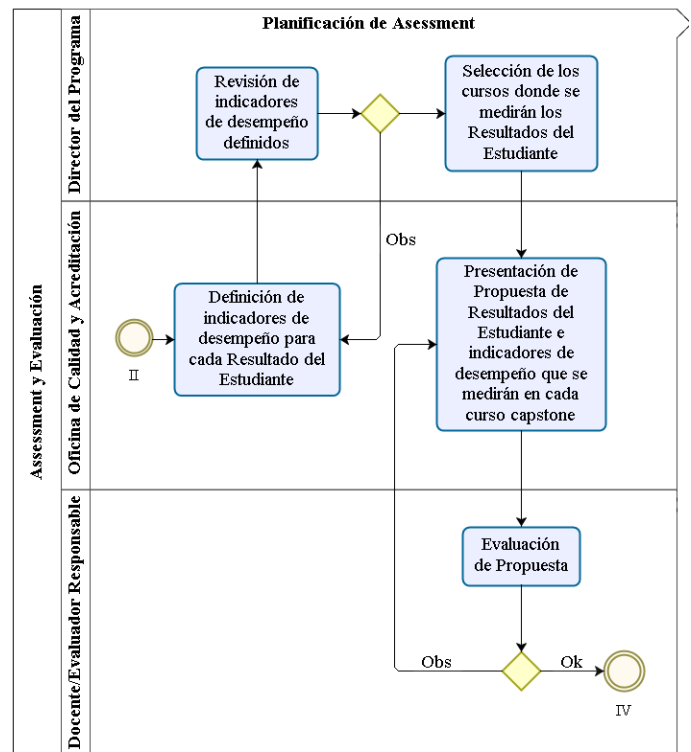 Planificación de Asessment
Assessment y Evaluación
Director del Programa
Revisión de
indicadores
de desempeño
definidos
Selección de los
cursos donde se
medirán los
Resultados del
Estudiante
Obs
Oficina de Calidad y Acreditación
II
Definición de
indicadores de
desempeño para
cada Resultado del
Estudiante
Presentación de
Propuesta de
Resultados del
Estudiante e
indicadores de
desempeño que se
medirán en cada
curso capstone
Docente/Evaluador Responsable
Evaluación
de Propuesta
Obs
Ok
IV